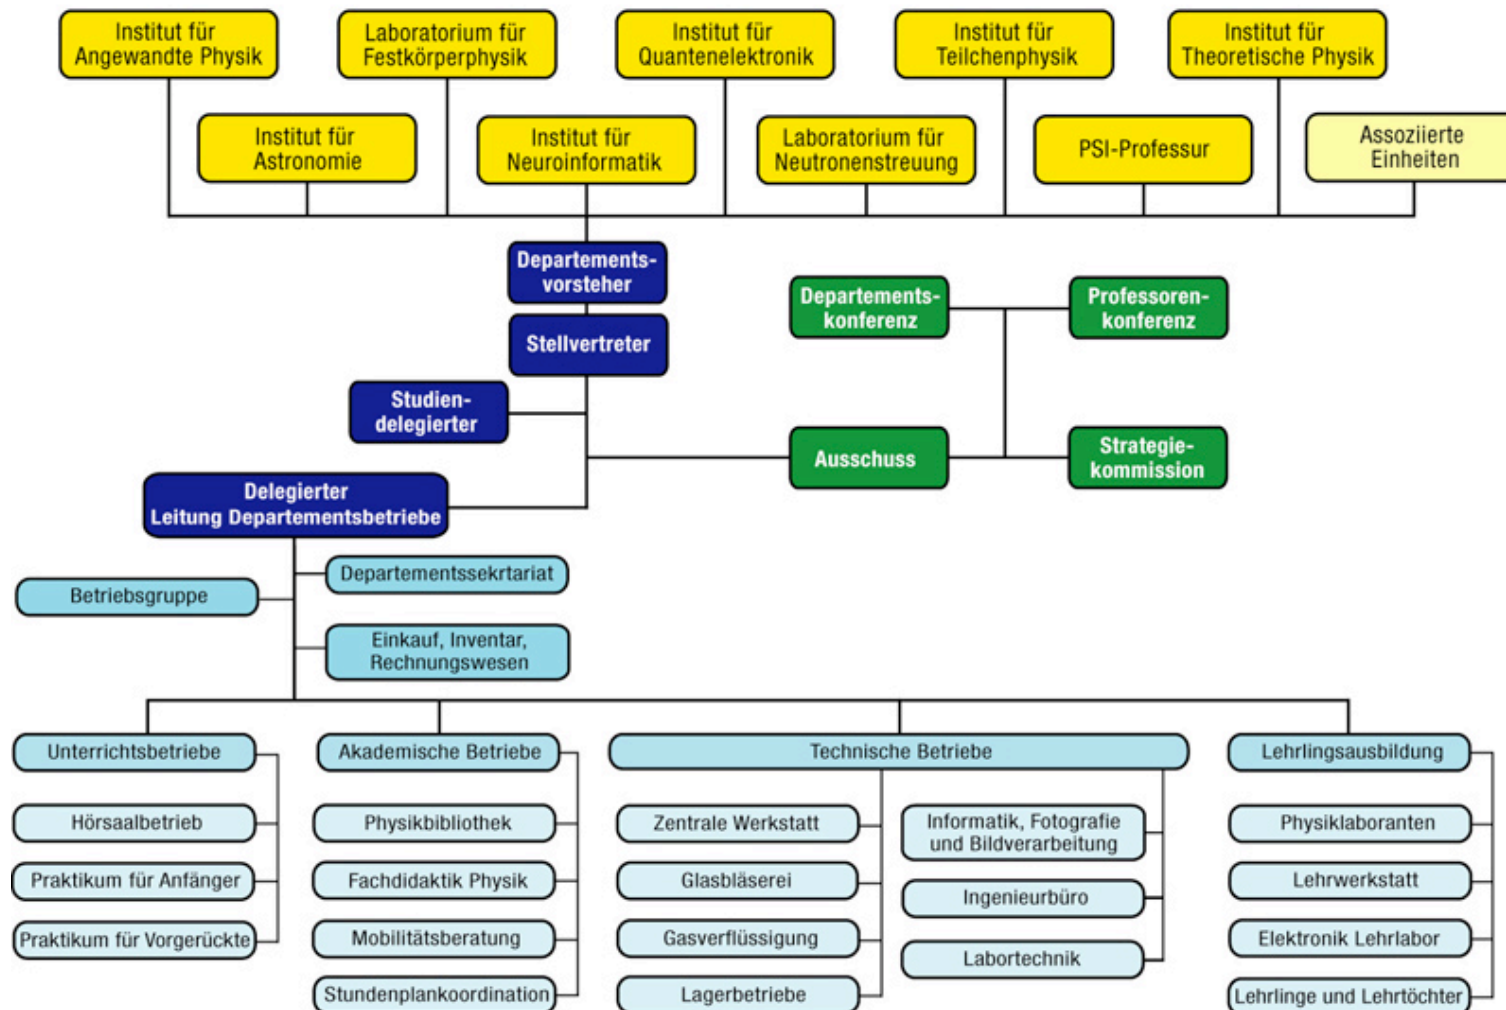 Institut für
Angewandte Physik
Laboratorium für
Festkörperphysik
Institut für
Quantenelektronik
Institut für
Teilchenphysik
Institut für
Theoretische Physik
Institut für
Astronomie
Institut für
Neuroinformatik
Laboratorium für
Neutronenstreuung
PSI-Professur
Assoziierte
Einheiten
Departements-
vorsteher
Stellvertreter
Studien-
delegierter
Departements-
konferenz
Professoren-
konferenz
Ausschuss
Strategie-
kommission
Delegierter
Leitung Departementsbetriebe
Departementssekrtariat
Betriebsgruppe
Einkauf, Inventar,
Rechnungswesen
Unterrichtsbetriebe
Hörsaalbetrieb
Praktikum für Anfänger
Praktikum für Vorgerückte
Akademische Betriebe
Physikbibliothek
Fachdidaktik Physik
Mobilitätsberatung
Stundenplankoordination
Technische Betriebe
Zentrale Werkstatt
Glasbläserei
Gasverflüssigung
Lagerbetriebe
Informatik, Fotografie
und Bildverarbeitung
Ingenieurbüro
Labortechnik
Lehrlingsausbildung
Physiklaboranten
Lehrwerkstatt
Elektronik Lehrlabor
Lehrlinge und Lehrtöchter